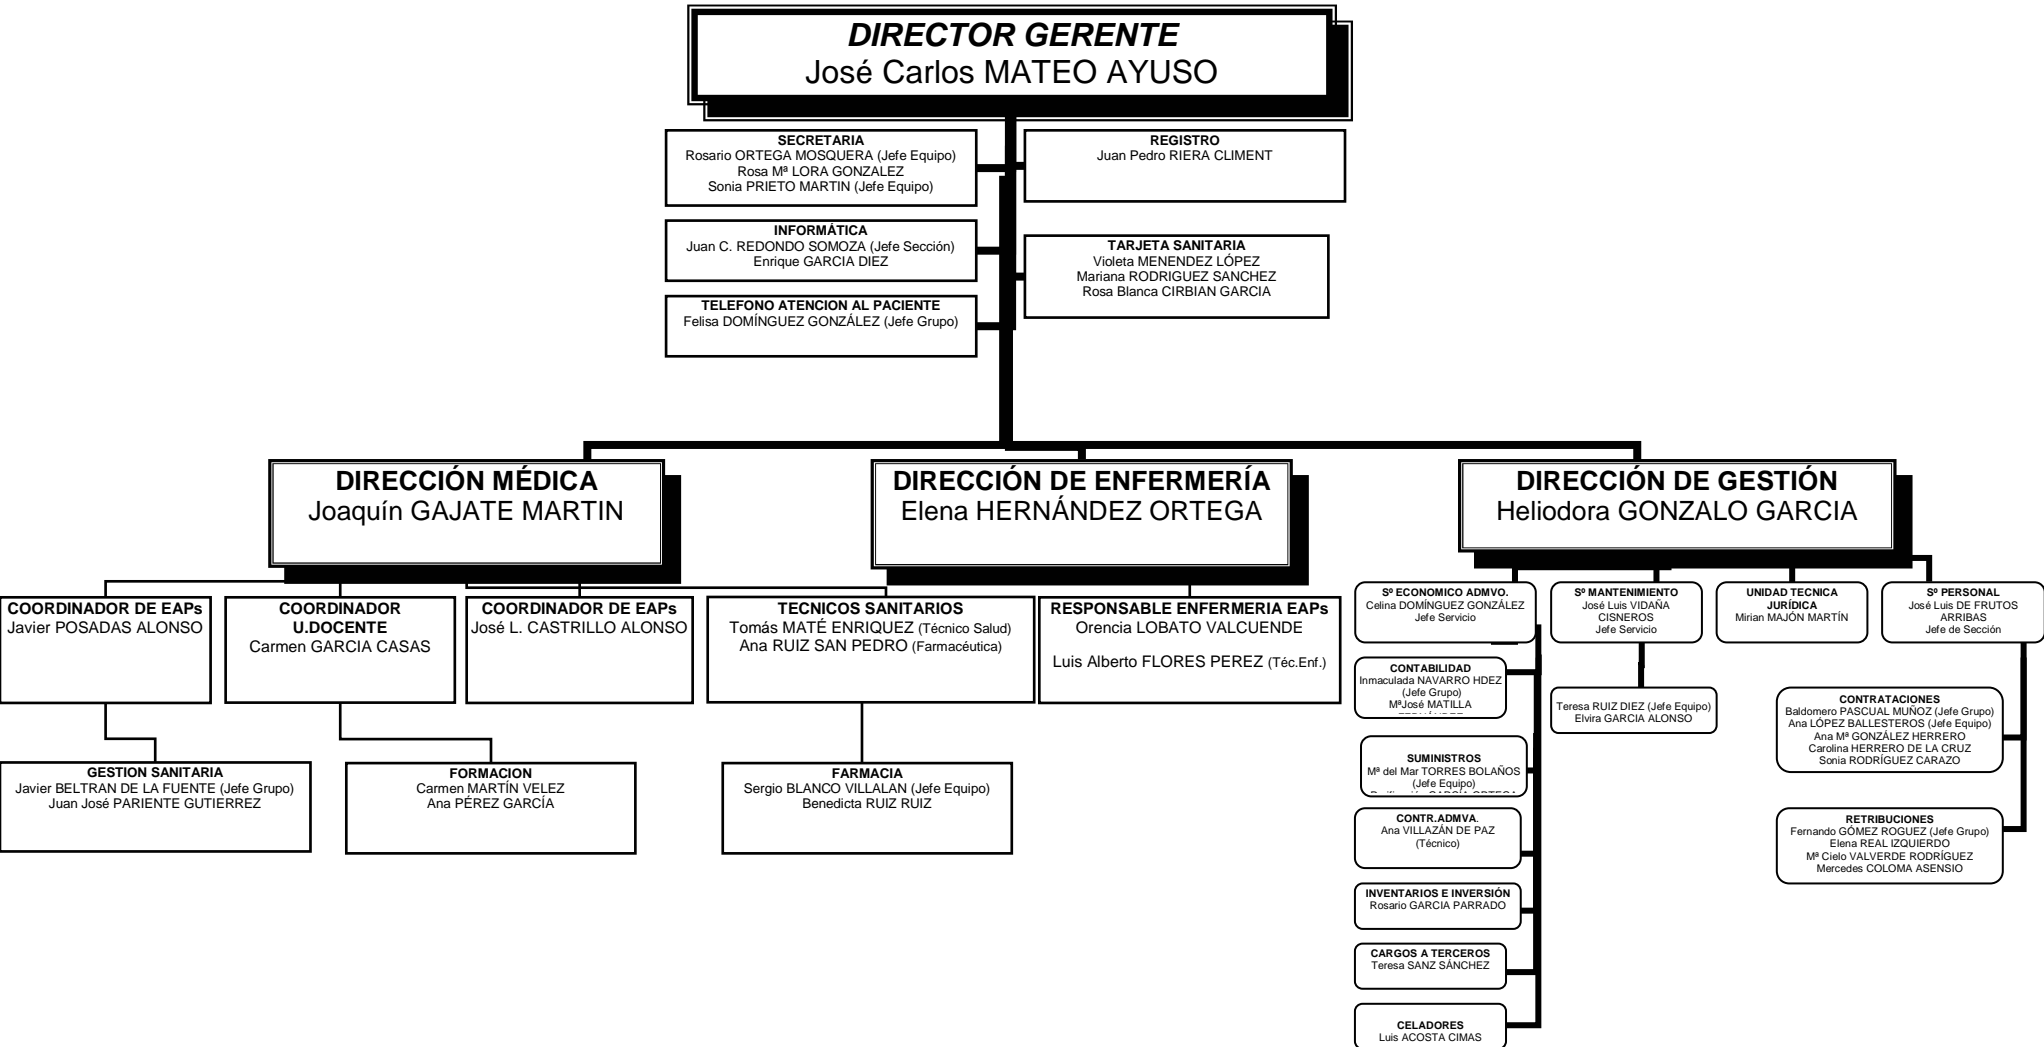 DIRECTOR GERENTE
José Carlos MATEO AYUSO
SECRETARIA
Rosario ORTEGA MOSQUERA (Jefe Equipo)
Rosa Mª LORA GONZALEZ
Sonia PRIETO MARTIN (Jefe Equipo)
REGISTRO
Juan Pedro RIERA CLIMENT
INFORMÁTICA
Juan C. REDONDO SOMOZA (Jefe Sección)
Enrique GARCIA DIEZ
TARJETA SANITARIA
Violeta MENENDEZ LÓPEZ
Mariana RODRIGUEZ SANCHEZ
Rosa Blanca CIRBIAN GARCIA
TELEFONO ATENCION AL PACIENTE
Felisa DOMÍNGUEZ GONZÁLEZ (Jefe Grupo)
DIRECCIÓN MÉDICA
Joaquín GAJATE MARTIN
DIRECCIÓN DE ENFERMERÍA
Elena HERNÁNDEZ ORTEGA
DIRECCIÓN DE GESTIÓN
Heliodora GONZALO GARCIA
COORDINADOR DE EAPs
Javier POSADAS ALONSO
COORDINADOR
U.DOCENTE
Carmen GARCIA CASAS
COORDINADOR DE EAPs
José L. CASTRILLO ALONSO
TECNICOS SANITARIOS
Tomás MATÉ ENRIQUEZ (Técnico Salud)
Ana RUIZ SAN PEDRO (Farmacéutica)
RESPONSABLE ENFERMERIA EAPs
Orencia LOBATO VALCUENDE
Luis Alberto FLORES PEREZ (Téc.Enf.)
Sº ECONOMICO ADMVO.
Celina DOMÍNGUEZ GONZÁLEZ
Jefe Servicio
Sº MANTENIMIENTO
José Luis VIDAÑA
CISNEROS
Jefe Servicio
UNIDAD TECNICA
JURÍDICA
Mirian MAJÓN MARTÍN
Sº PERSONAL
José Luis DE FRUTOS
ARRIBAS
Jefe de Sección
GESTION SANITARIA
Javier BELTRAN DE LA FUENTE (Jefe Grupo)
Juan José PARIENTE GUTIERREZ
FORMACION
Carmen MARTÍN VELEZ
Ana PÉREZ GARCÍA
FARMACIA
Sergio BLANCO VILLALAN (Jefe Equipo)
Benedicta RUIZ RUIZ
CONTABILIDAD
Inmaculada NAVARRO HDEZ
(Jefe Grupo)
MªJosé MATILLA
Teresa RUIZ DIEZ (Jefe Equipo)
Elvira GARCIA ALONSO
CONTRATACIONES
Baldomero PASCUAL MUÑOZ (Jefe Grupo)
Ana LÓPEZ BALLESTEROS (Jefe Equipo)
Ana Mª GONZÁLEZ HERRERO
Carolina HERRERO DE LA CRUZ
Sonia RODRÍGUEZ CARAZO
SUMINISTROS
Mª del Mar TORRES BOLAÑOS
(Jefe Equipo)
CONTR.ADMVA.
Ana VILLAZÁN DE PAZ
(Técnico)
RETRIBUCIONES
Fernando GÓMEZ ROGUEZ (Jefe Grupo)
Elena REAL IZQUIERDO
Mª Cielo VALVERDE RODRÍGUEZ
Mercedes COLOMA ASENSIO
INVENTARIOS E INVERSIÓN
Rosario GARCIA PARRADO
CARGOS A TERCEROS
Teresa SANZ SÁNCHEZ
CELADORES
Luis ACOSTA CIMAS